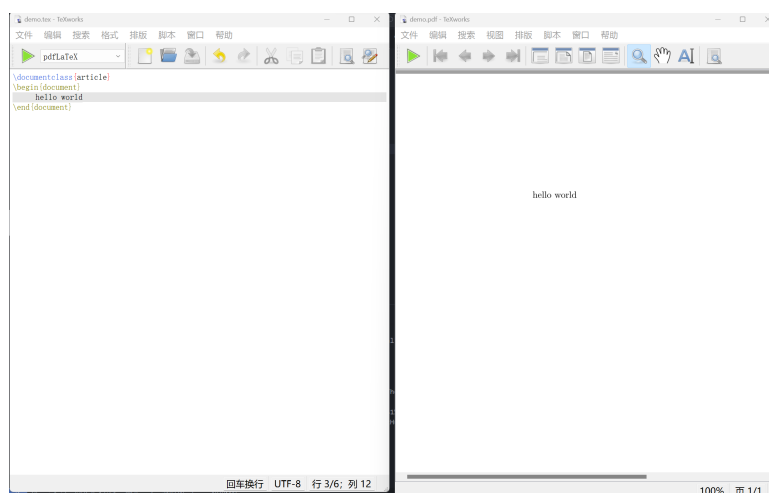 demo.tex - TeXworks
文件 编辑 搜索 格式 排版 脚本 窗口 帮助
pdfLaTeX
\documentclass{article}
\begin{document}
hello world
\end{document}
回车换行 UTF-8 行 3/6; 列 12
demo.pdf - TeXworks
文件 编辑 搜索 视图 排版 脚本 窗口 帮助
hello world
100% 页 1/1